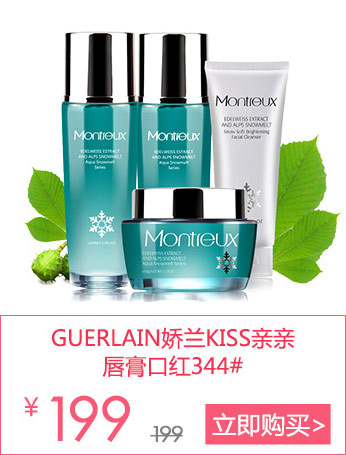 Montreux
EDELWEISS EXTRACT
AND ALPS SNOWMELT
Aqua Snowmelt
Series
Montreux
EDELWEISS EXTRACT
AND ALPS SNOWMELT
Aqua Snowmelt
Series
Montreux
EDELWEISS EXTRACT
AND ALPS SNOWMELT
Snow Soft Brightening
Facial Cleanser
Montreux
EDELWEISS EXTRACT
AND ALPS SNOWMELT
Aqua Snowmelt Series
GUERLAIN娇兰KISS亲亲
唇膏口红344#
¥199 199 立即购买>